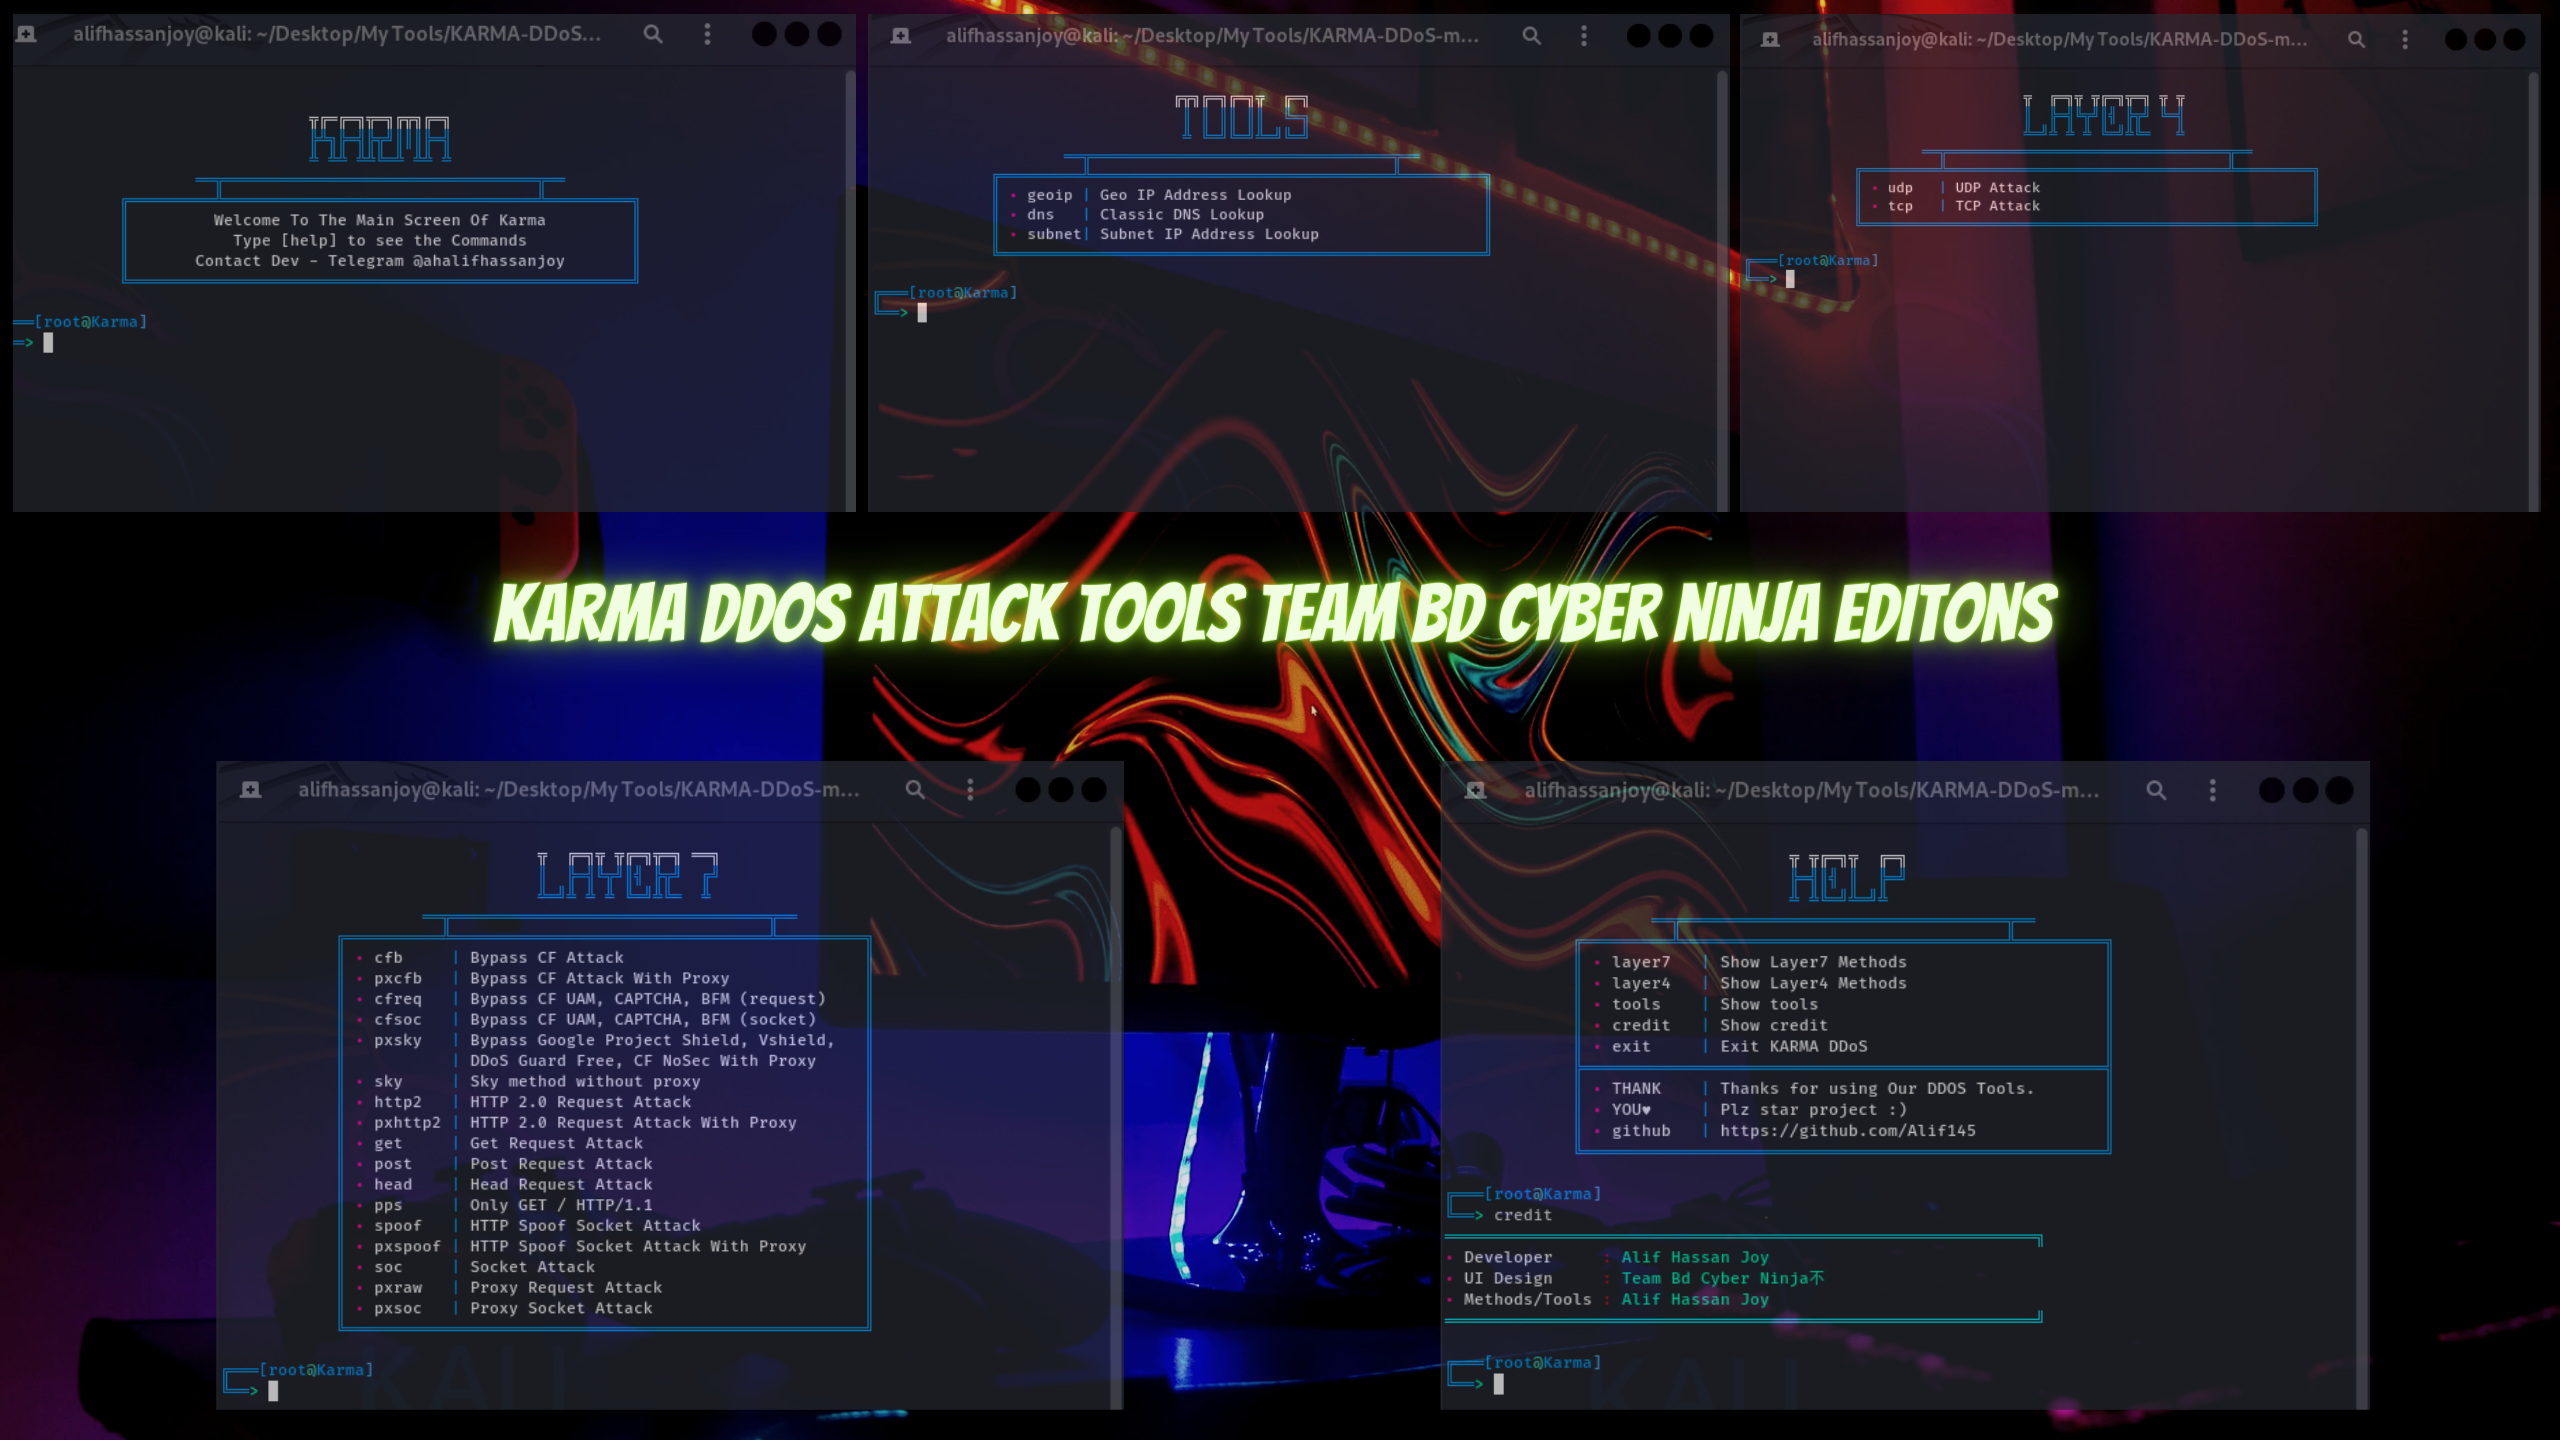 alifhassanjoy@kali: ~/Desktop/My Tools/KARMA-DDoS...
KARMA
Welcome To The Main Screen Of Karma
Type [help] to see the Commands
Contact Dev - Telegram @ahalifhassanjoy
[root@Karma]
=>
alifhassanjoy@kali: ~/Desktop/My Tools/KARMA-DDoS-m...
TOOLS
• geoip | Geo IP Address Lookup
• dns | Classic DNS Lookup
• subnet| Subnet IP Address Lookup
[root@Karma]
=>
alifhassanjoy@kali: ~/Desktop/My Tools/KARMA-DDoS-m...
LAYER 4
• udp | UDP Attack
• tcp | TCP Attack
[root@Karma]
=>
KARMA DDOS ATTACK TOOLS TEAM BD CYBER NINJA EDITONS
alifhassanjoy@kali: ~/Desktop/My Tools/KARMA-DDoS-m...
LAYER 7
• cfb | Bypass CF Attack
• pxcfb | Bypass CF Attack With Proxy
• cfreq | Bypass CF UAM, CAPTCHA, BFM (request)
• cfsoc | Bypass CF UAM, CAPTCHA, BFM (socket)
• pxsky | Bypass Google Project Shield, Vshield,
| DDoS Guard Free, CF NoSec With Proxy
• sky | Sky method without proxy
• http2 | HTTP 2.0 Request Attack
• pxhttp2 | HTTP 2.0 Request Attack With Proxy
• get | Get Request Attack
• post | Post Request Attack
• head | Head Request Attack
• pps | Only GET / HTTP/1.1
• spoof | HTTP Spoof Socket Attack
• pxspoof | HTTP Spoof Socket Attack With Proxy
• soc | Socket Attack
• pxraw | Proxy Request Attack
• pxsoc | Proxy Socket Attack
[root@Karma]
=>
KALI
alifhassanjoy@kali: ~/Desktop/My Tools/KARMA-DDoS-m...
HELP
• layer7 | Show Layer7 Methods
• layer4 | Show Layer4 Methods
• tools | Show tools
• credit | Show credit
• exit | Exit KARMA DDoS
• THANK | Thanks for using Our DDOS Tools.
• YOU♥ | Plz star project :)
• github | https://github.com/Alif145
[root@Karma]
=> credit
• Developer : Alif Hassan Joy
• UI Design : Team Bd Cyber Ninja不
• Methods/Tools : Alif Hassan Joy
[root@Karma]
=>
KALI